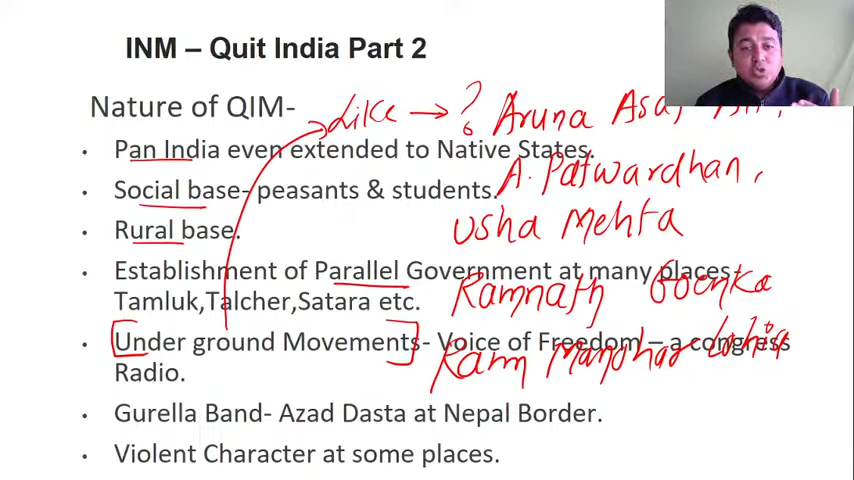 INM – Quit India Part 2
Nature of QIM-
Like → ? Aruna Asaf
• Pan India even extended to Native States.
A. Patwardhan,
• Social base- peasants & students.
Usha Mehta
• Rural base.
• Establishment of Parallel Government at many places-
Ramnath Goenka
Tamluk,Talcher,Satara etc.
• Under ground Movements- Voice of Freedom – a congress
Ram Manohar Lohia
Radio.
• Gurella Band- Azad Dasta at Nepal Border.
• Violent Character at some places.